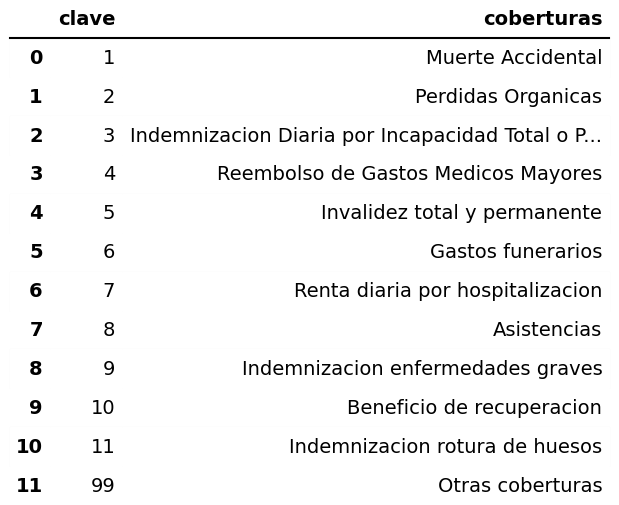 clave coberturas
0 1 Muerte Accidental
1 2 Perdidas Organicas
2 3 Indemnizacion Diaria por Incapacidad Total o P...
3 4 Reembolso de Gastos Medicos Mayores
4 5 Invalidez total y permanente
5 6 Gastos funerarios
6 7 Renta diaria por hospitalizacion
7 8 Asistencias
8 9 Indemnizacion enfermedades graves
9 10 Beneficio de recuperacion
10 11 Indemnizacion rotura de huesos
11 99 Otras coberturas